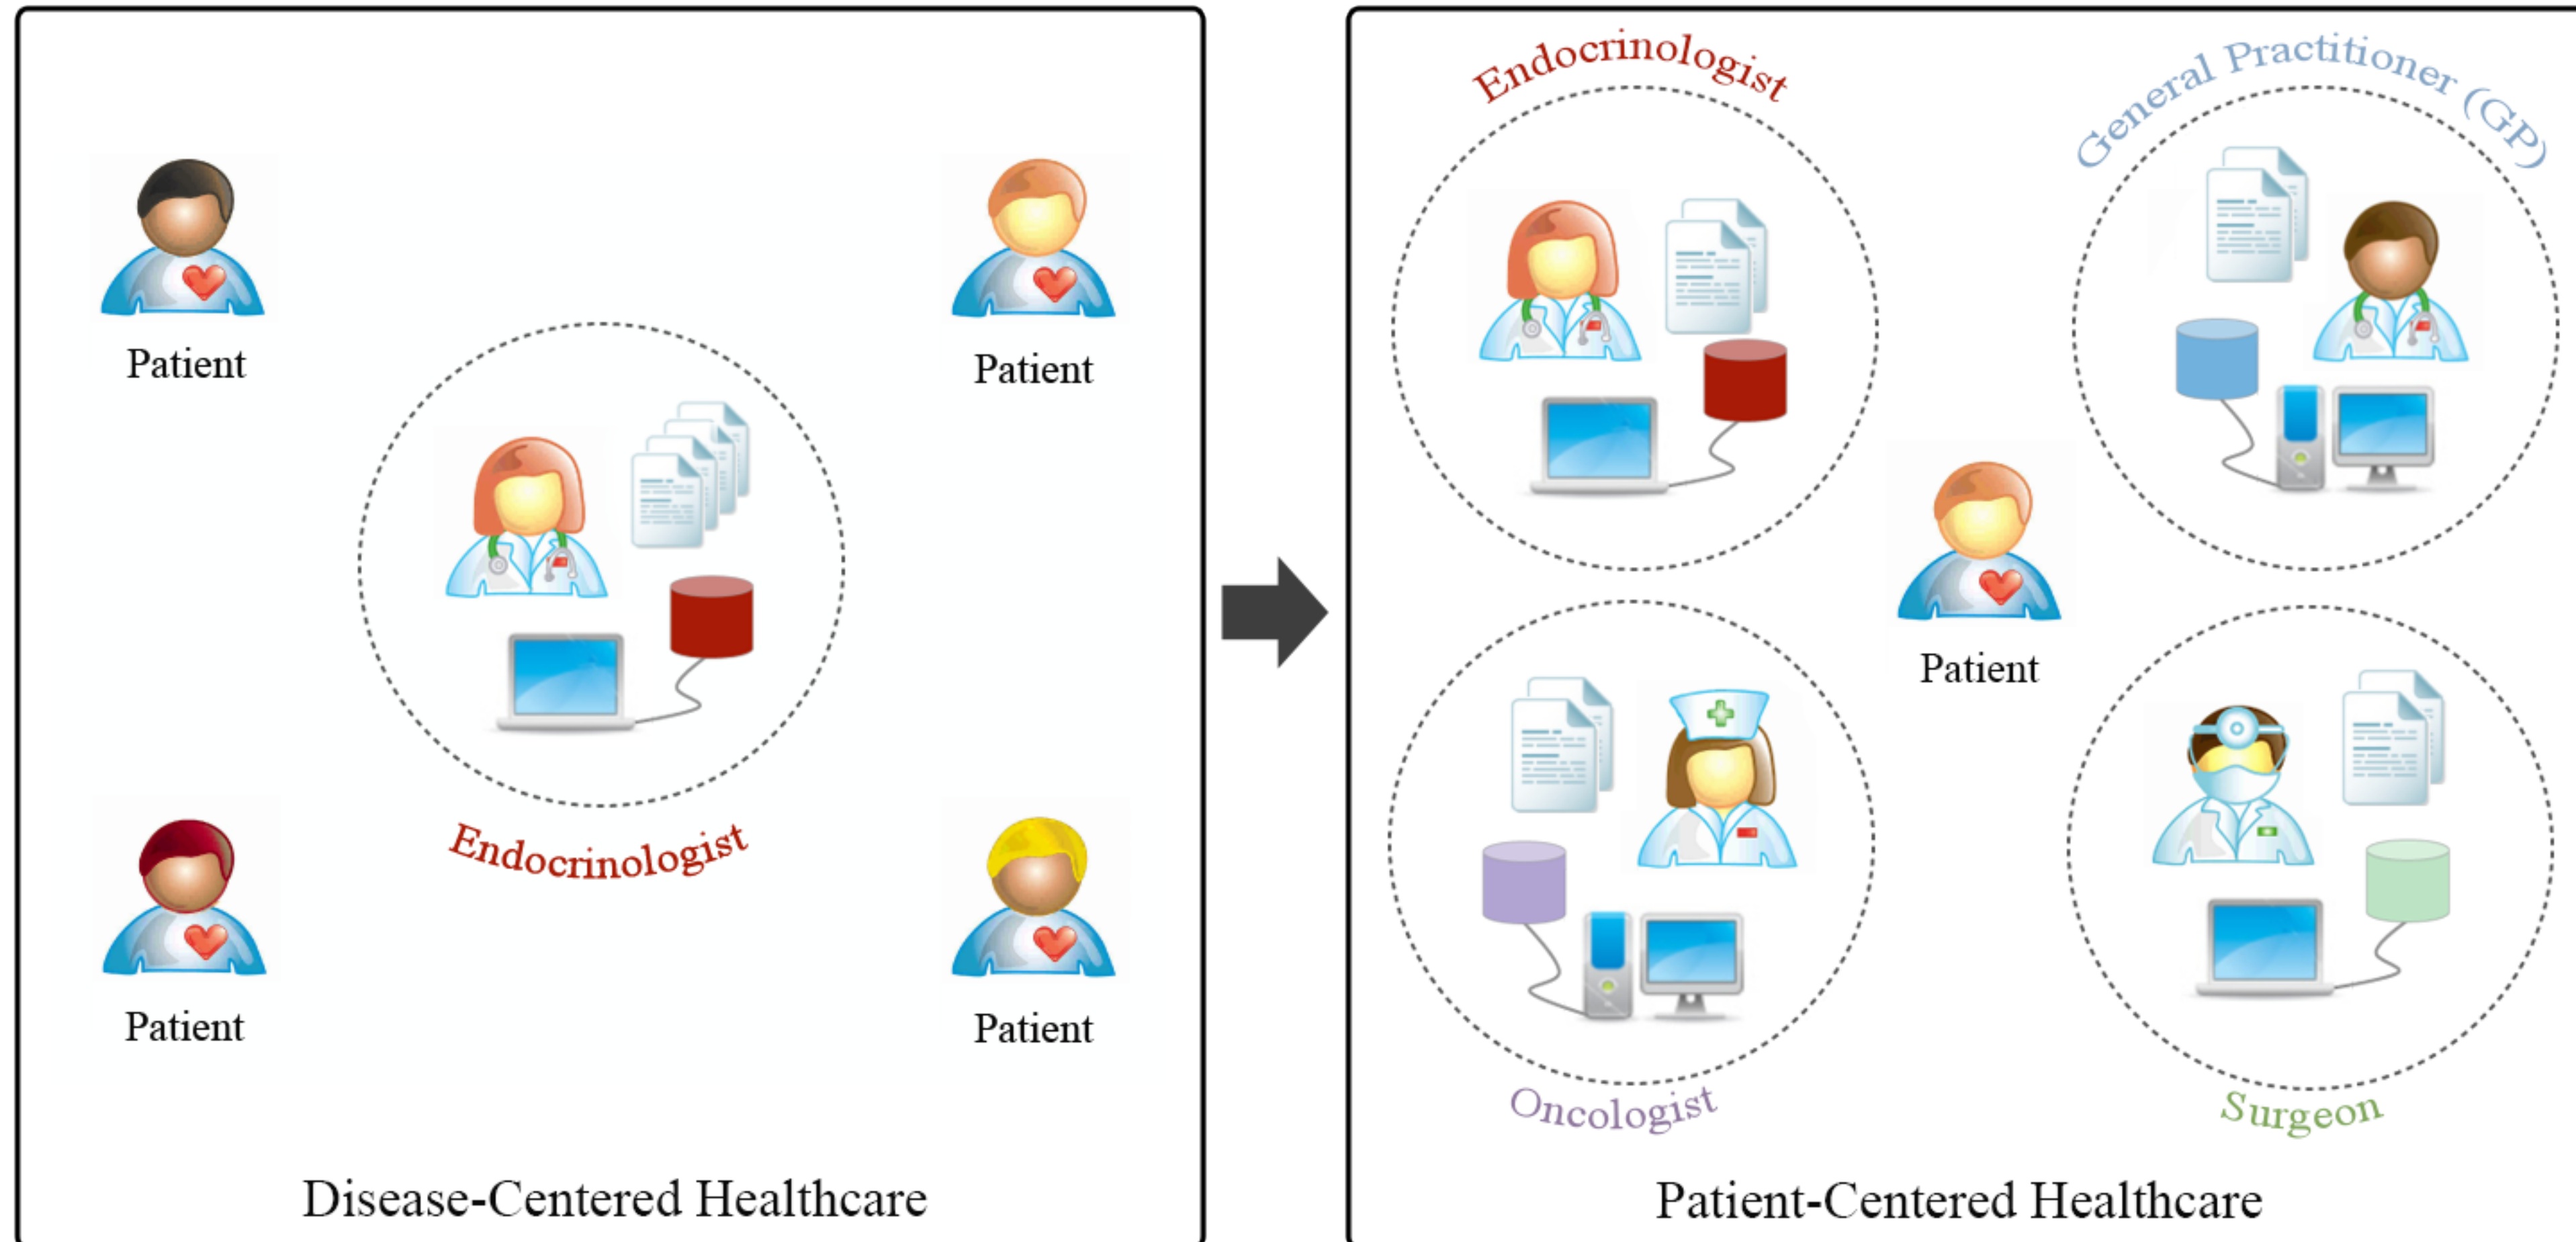 Patient
Patient
Endocrinologist
Patient
Patient
Disease-Centered Healthcare
Endocrinologist
General Practitioner (GP)
Patient
Oncologist
Surgeon
Patient-Centered Healthcare